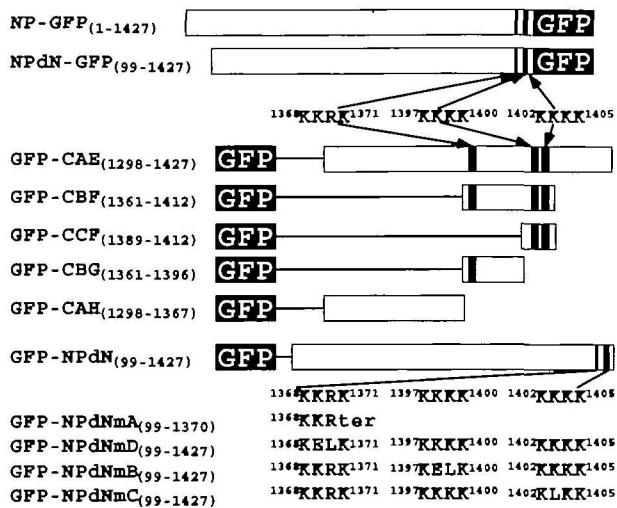 NP-GFP(1-1427) GFP
NPdN-GFP(99-1427) GFP
1368KKRK1371 1397KKKK1400 1402KKKK1405
GFP-CAE(1298-1427) GFP
GFP-CBF(1361-1412) GFP
GFP-CCF(1389-1412) GFP
GFP-CBG(1361-1396) GFP
GFP-CAH(1298-1367) GFP
GFP-NPdN(99-1427) GFP
1368KKRK1371 1397KKKK1400 1402KKKK1405
GFP-NPdNmA(99-1370) 1368KKRter
GFP-NPdNmD(99-1427) 1368KELK1371 1397KKKK1400 1402KKKK1405
GFP-NPdNmB(99-1427) 1368KKRK1371 1397KELK1400 1402KKKK1405
GFP-NPdNmC(99-1427) 1368KKRK1371 1397KKKK1400 1402KLKK1405